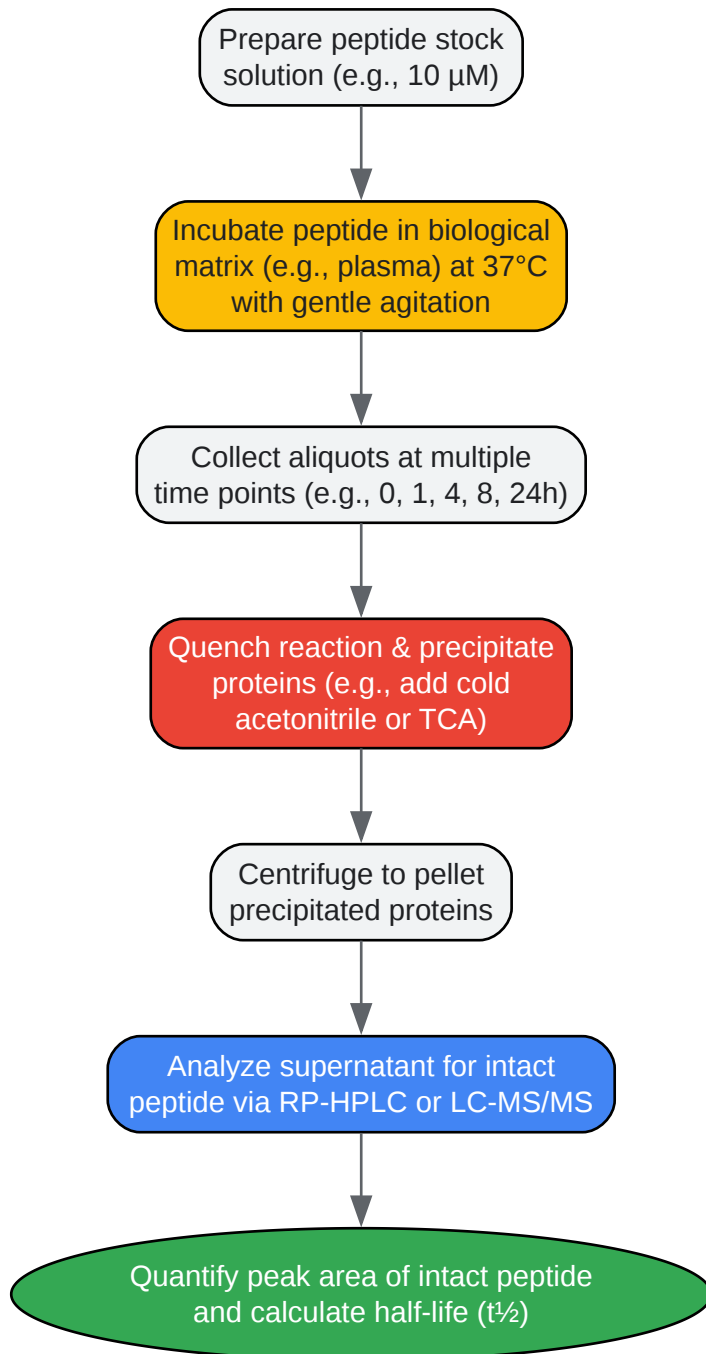 Prepare peptide stock
solution (e.g., 10 µM)
Incubate peptide in biological
matrix (e.g., plasma) at 37°C
with gentle agitation
Collect aliquots at multiple
time points (e.g., 0, 1, 4, 8, 24h)
Quench reaction & precipitate
proteins (e.g., add cold
acetonitrile or TCA)
Centrifuge to pellet
precipitated proteins
Analyze supernatant for intact
peptide via RP-HPLC or LC-MS/MS
Quantify peak area of intact peptide
and calculate half-life (t½)